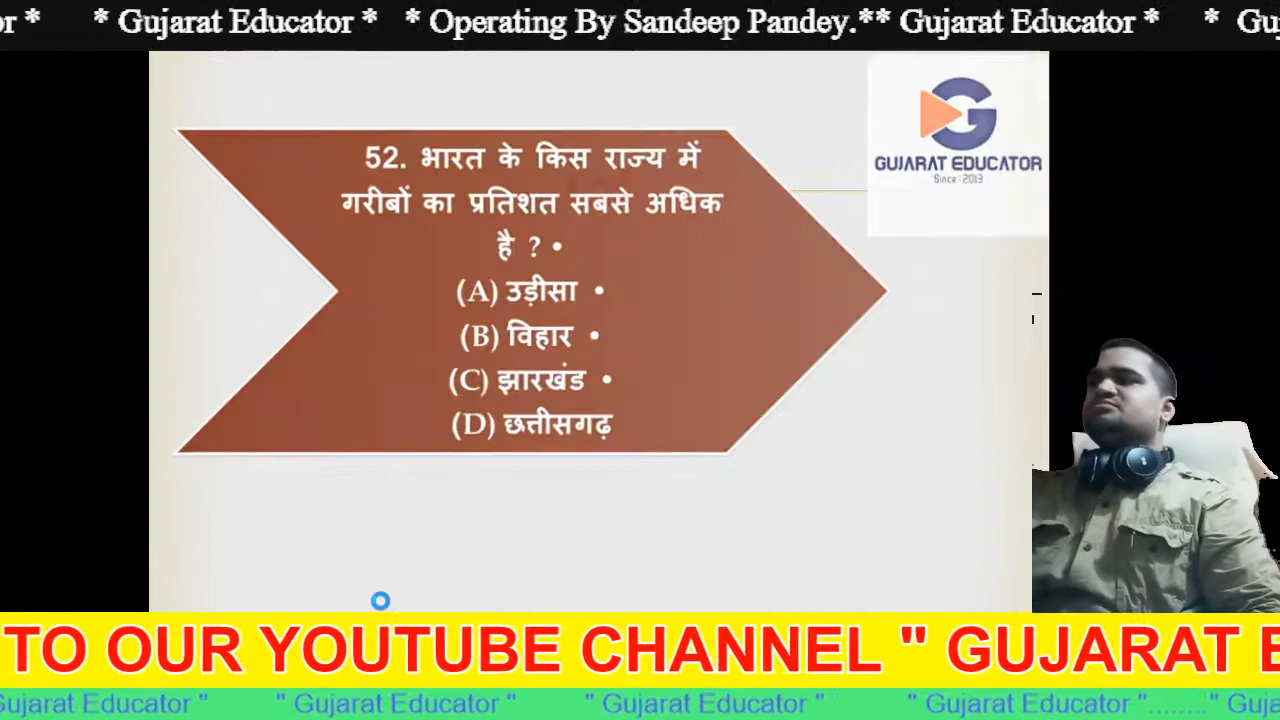 or *   * Gujarat Educator *   * Operating By Sandeep Pandey.** Gujarat Educator *   * Guj
GUJARAT EDUCATOR
Since : 2013
52. भारत के किस राज्य में
गरीबों का प्रतिशत सबसे अधिक
है ? •
(A) उड़ीसा •
(B) विहार •
(C) झारखंड •
(D) छत्तीसगढ़
TO OUR YOUTUBE CHANNEL " GUJARAT E
Gujarat Educator "   " Gujarat Educator "   " Gujarat Educator "   " Gujarat Educator "........" Guja